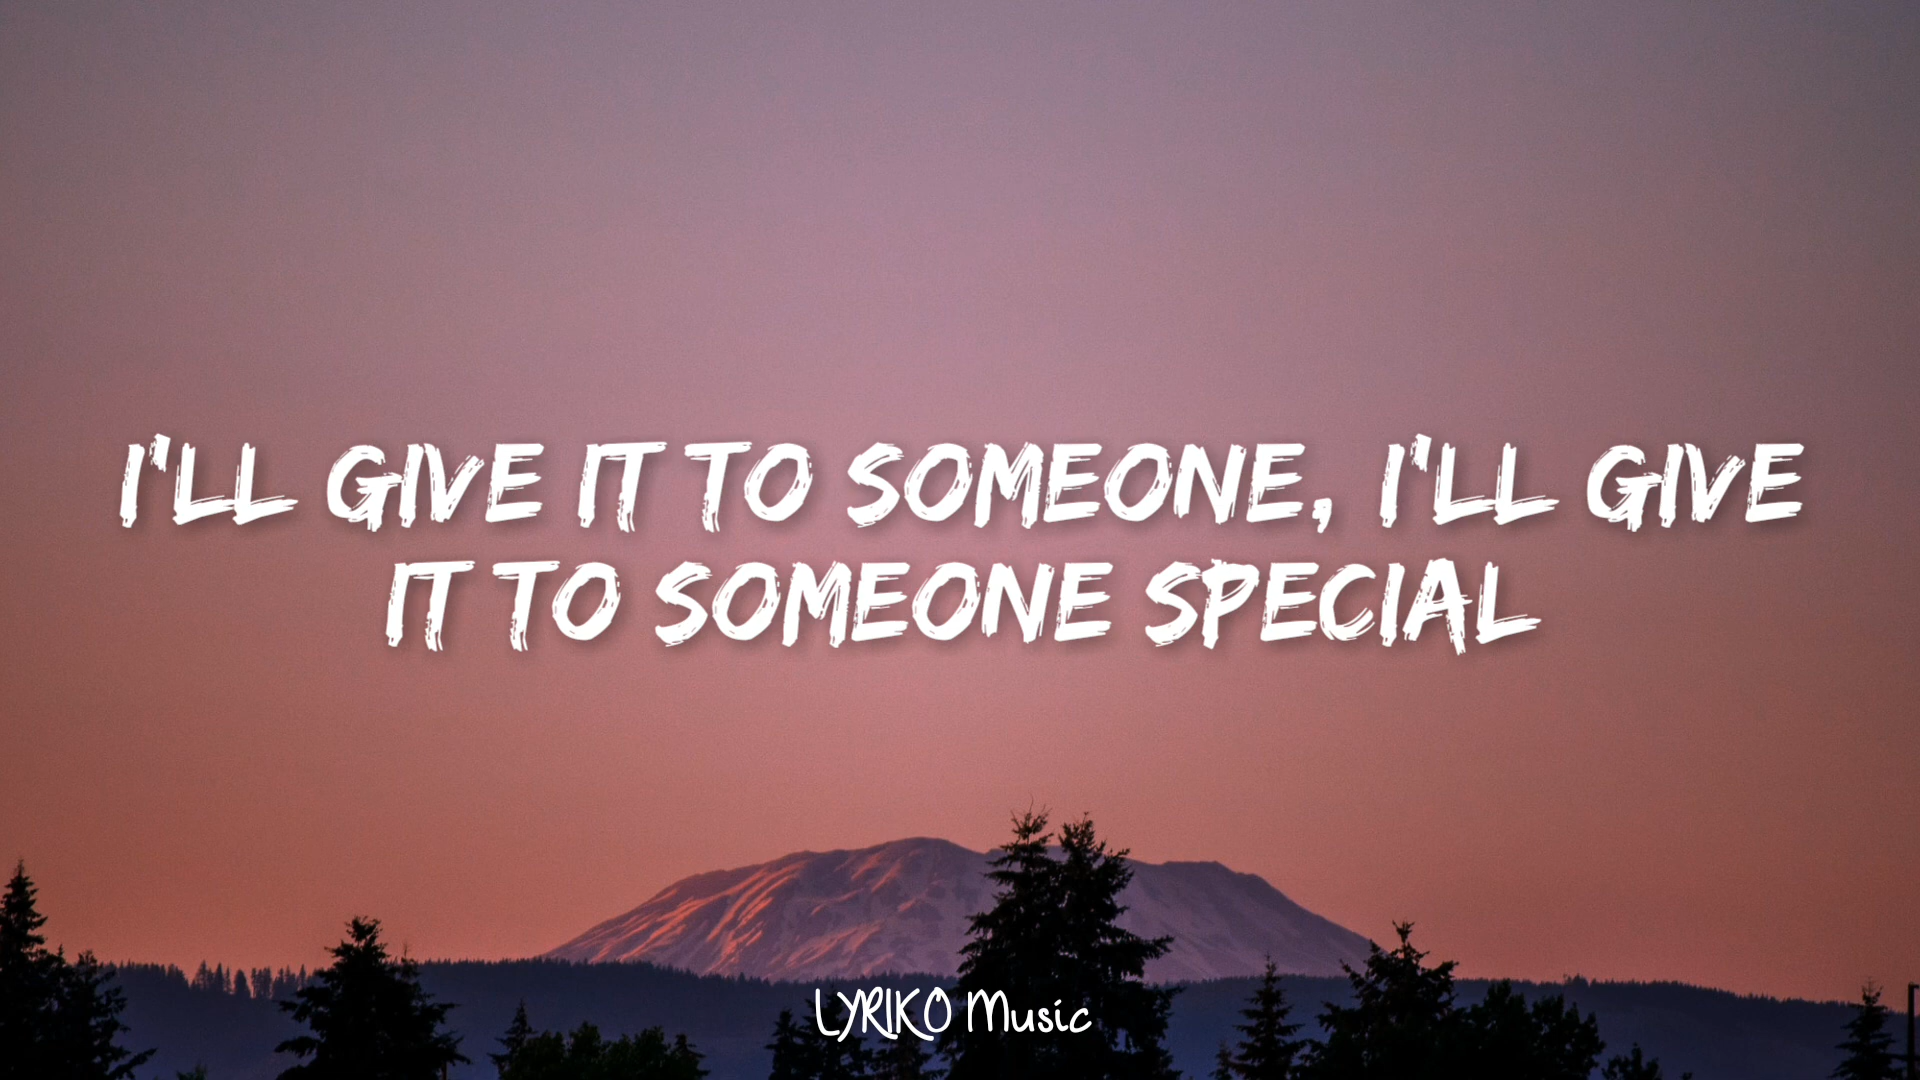 I'LL GIVE IT TO SOMEONE, I'LL GIVE
IT TO SOMEONE SPECIAL
LYRIKO Music